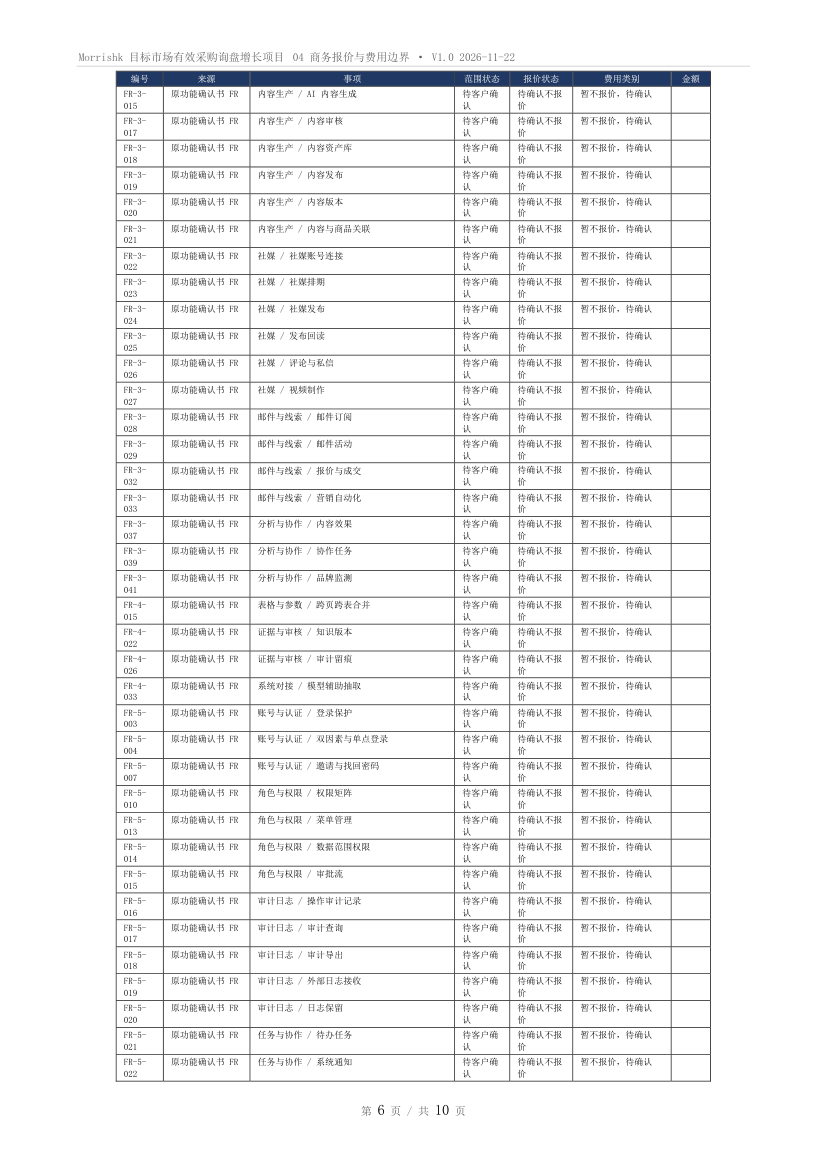 Morrishk 目标市场有效采购询盘增长项目 04 商务报价与费用边界 • V1.0 2026-11-22
编号 来源 事项 范围状态 报价状态 费用类别 金额
FR-3-015 原功能确认书 FR 内容生产 / AI 内容生成 待客户确认 待确认不报价 暂不报价，待确认
FR-3-017 原功能确认书 FR 内容生产 / 内容审核 待客户确认 待确认不报价 暂不报价，待确认
FR-3-018 原功能确认书 FR 内容生产 / 内容资产库 待客户确认 待确认不报价 暂不报价，待确认
FR-3-019 原功能确认书 FR 内容生产 / 内容发布 待客户确认 待确认不报价 暂不报价，待确认
FR-3-020 原功能确认书 FR 内容生产 / 内容版本 待客户确认 待确认不报价 暂不报价，待确认
FR-3-021 原功能确认书 FR 内容生产 / 内容与商品关联 待客户确认 待确认不报价 暂不报价，待确认
FR-3-022 原功能确认书 FR 社媒 / 社媒账号连接 待客户确认 待确认不报价 暂不报价，待确认
FR-3-023 原功能确认书 FR 社媒 / 社媒排期 待客户确认 待确认不报价 暂不报价，待确认
FR-3-024 原功能确认书 FR 社媒 / 社媒发布 待客户确认 待确认不报价 暂不报价，待确认
FR-3-025 原功能确认书 FR 社媒 / 发布回读 待客户确认 待确认不报价 暂不报价，待确认
FR-3-026 原功能确认书 FR 社媒 / 评论与私信 待客户确认 待确认不报价 暂不报价，待确认
FR-3-027 原功能确认书 FR 社媒 / 视频制作 待客户确认 待确认不报价 暂不报价，待确认
FR-3-028 原功能确认书 FR 邮件与线索 / 邮件订阅 待客户确认 待确认不报价 暂不报价，待确认
FR-3-029 原功能确认书 FR 邮件与线索 / 邮件活动 待客户确认 待确认不报价 暂不报价，待确认
FR-3-032 原功能确认书 FR 邮件与线索 / 报价与成交 待客户确认 待确认不报价 暂不报价，待确认
FR-3-033 原功能确认书 FR 邮件与线索 / 营销自动化 待客户确认 待确认不报价 暂不报价，待确认
FR-3-037 原功能确认书 FR 分析与协作 / 内容效果 待客户确认 待确认不报价 暂不报价，待确认
FR-3-039 原功能确认书 FR 分析与协作 / 协作任务 待客户确认 待确认不报价 暂不报价，待确认
FR-3-041 原功能确认书 FR 分析与协作 / 品牌监测 待客户确认 待确认不报价 暂不报价，待确认
FR-4-015 原功能确认书 FR 表格与参数 / 跨页跨表合并 待客户确认 待确认不报价 暂不报价，待确认
FR-4-022 原功能确认书 FR 证据与审核 / 知识版本 待客户确认 待确认不报价 暂不报价，待确认
FR-4-026 原功能确认书 FR 证据与审核 / 审计留痕 待客户确认 待确认不报价 暂不报价，待确认
FR-4-033 原功能确认书 FR 系统对接 / 模型辅助抽取 待客户确认 待确认不报价 暂不报价，待确认
FR-5-003 原功能确认书 FR 账号与认证 / 登录保护 待客户确认 待确认不报价 暂不报价，待确认
FR-5-004 原功能确认书 FR 账号与认证 / 双因素与单点登录 待客户确认 待确认不报价 暂不报价，待确认
FR-5-007 原功能确认书 FR 账号与认证 / 邀请与找回密码 待客户确认 待确认不报价 暂不报价，待确认
FR-5-010 原功能确认书 FR 角色与权限 / 权限矩阵 待客户确认 待确认不报价 暂不报价，待确认
FR-5-013 原功能确认书 FR 角色与权限 / 菜单管理 待客户确认 待确认不报价 暂不报价，待确认
FR-5-014 原功能确认书 FR 角色与权限 / 数据范围权限 待客户确认 待确认不报价 暂不报价，待确认
FR-5-015 原功能确认书 FR 角色与权限 / 审批流 待客户确认 待确认不报价 暂不报价，待确认
FR-5-016 原功能确认书 FR 审计日志 / 操作审计记录 待客户确认 待确认不报价 暂不报价，待确认
FR-5-017 原功能确认书 FR 审计日志 / 审计查询 待客户确认 待确认不报价 暂不报价，待确认
FR-5-018 原功能确认书 FR 审计日志 / 审计导出 待客户确认 待确认不报价 暂不报价，待确认
FR-5-019 原功能确认书 FR 审计日志 / 外部日志接收 待客户确认 待确认不报价 暂不报价，待确认
FR-5-020 原功能确认书 FR 审计日志 / 日志保留 待客户确认 待确认不报价 暂不报价，待确认
FR-5-021 原功能确认书 FR 任务与协作 / 待办任务 待客户确认 待确认不报价 暂不报价，待确认
FR-5-022 原功能确认书 FR 任务与协作 / 系统通知 待客户确认 待确认不报价 暂不报价，待确认
第 6 页 / 共 10 页